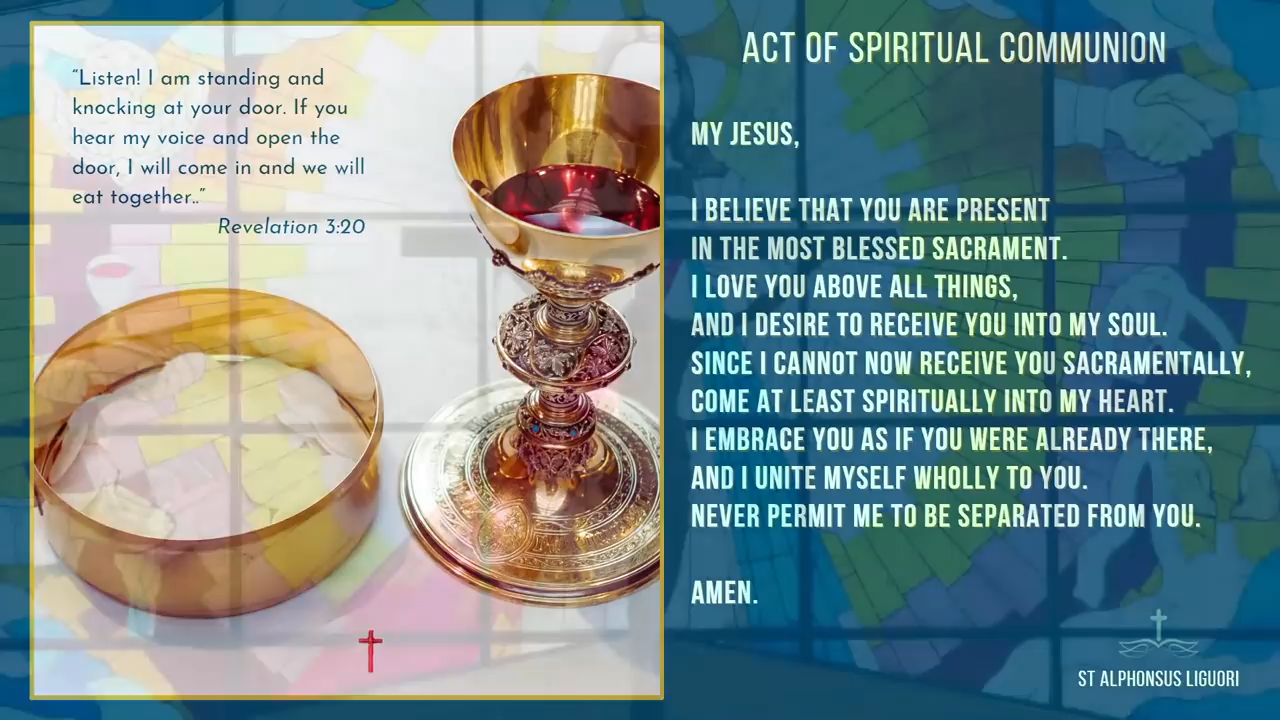 “Listen! I am standing and
knocking at your door. If you
hear my voice and open the
door, I will come in and we will
eat together..”
Revelation 3:20
ACT OF SPIRITUAL COMMUNION
MY JESUS,
I BELIEVE THAT YOU ARE PRESENT
IN THE MOST BLESSED SACRAMENT.
I LOVE YOU ABOVE ALL THINGS,
AND I DESIRE TO RECEIVE YOU INTO MY SOUL.
SINCE I CANNOT NOW RECEIVE YOU SACRAMENTALLY,
COME AT LEAST SPIRITUALLY INTO MY HEART.
I EMBRACE YOU AS IF YOU WERE ALREADY THERE,
AND I UNITE MYSELF WHOLLY TO YOU.
NEVER PERMIT ME TO BE SEPARATED FROM YOU.
AMEN.
ST ALPHONSUS LIGUORI